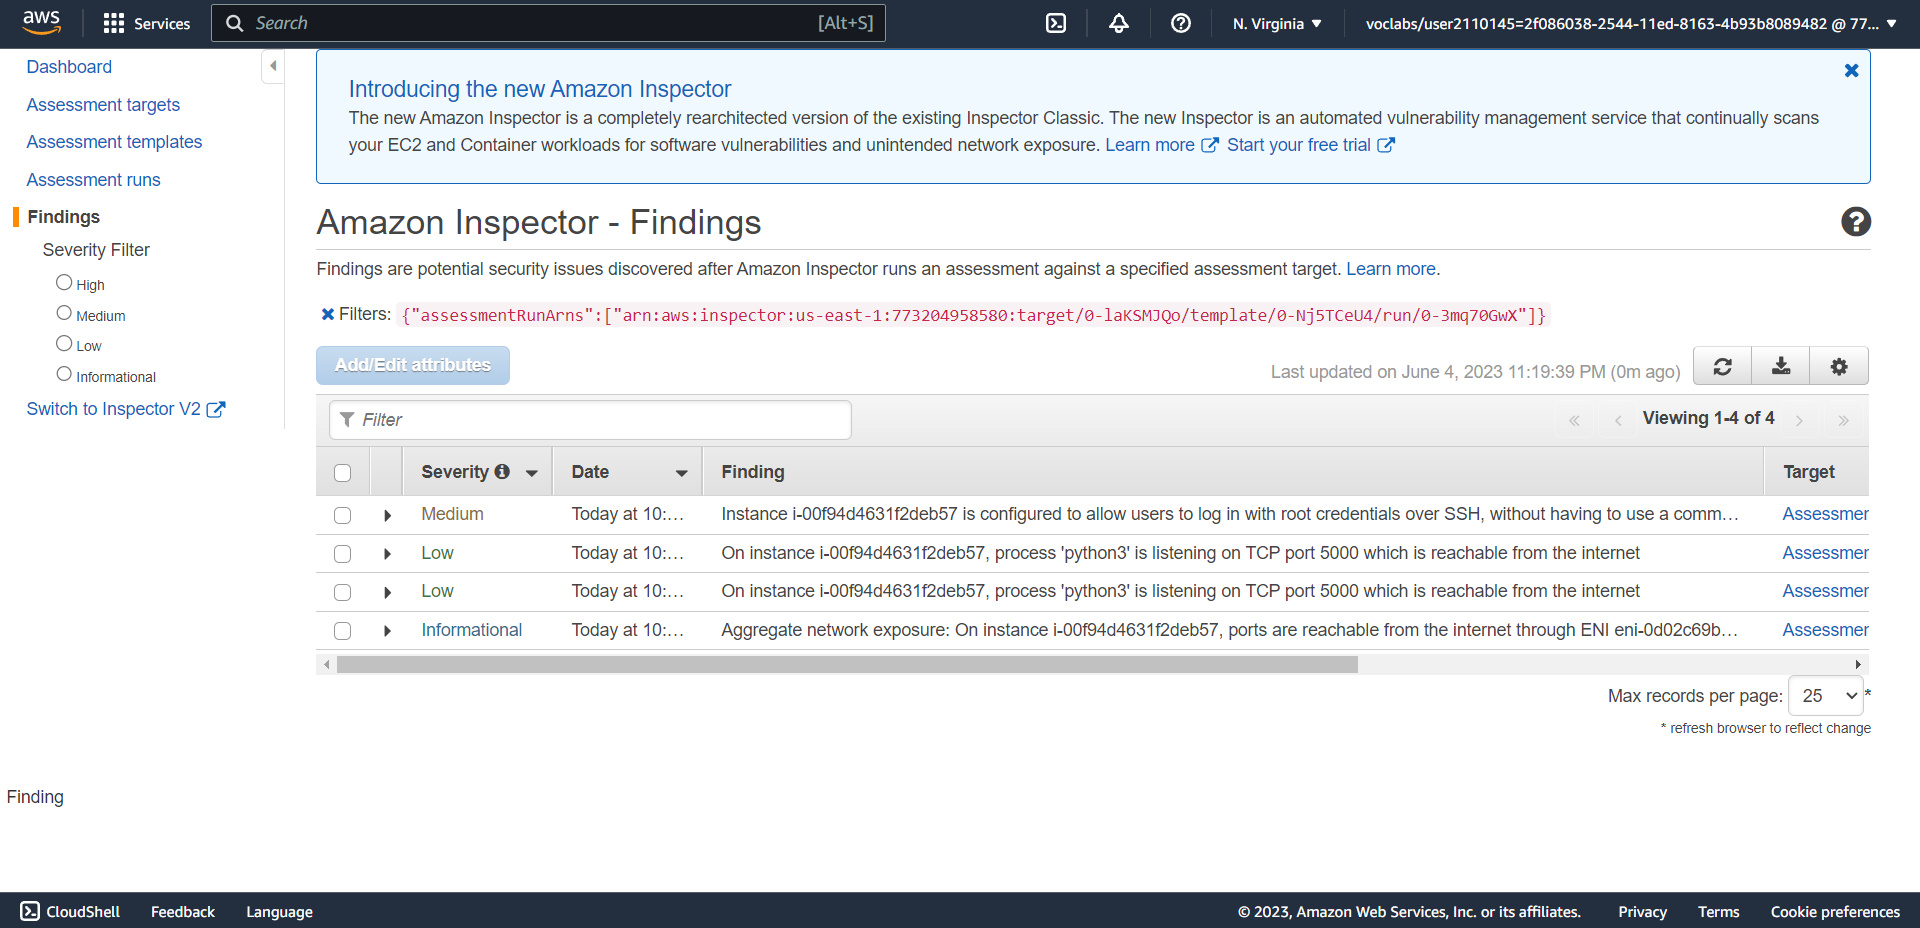 aws
Services
Search [Alt+S]
N. Virginia
voclabs/user2110145=2f086038-2544-11ed-8163-4b93b8089482 @ 77...
Dashboard
Assessment targets
Assessment templates
Assessment runs
Findings
Severity Filter
High
Medium
Low
Informational
Switch to Inspector V2
Introducing the new Amazon Inspector
The new Amazon Inspector is a completely rearchitected version of the existing Inspector Classic. The new Inspector is an automated vulnerability management service that continually scans
your EC2 and Container workloads for software vulnerabilities and unintended network exposure. Learn more Start your free trial
Amazon Inspector - Findings
Findings are potential security issues discovered after Amazon Inspector runs an assessment against a specified assessment target. Learn more.
Filters: {"assessmentRunArns":["arn:aws:inspector:us-east-1:773204958580:target/0-laKSMJQo/template/0-Nj5TCeU4/run/0-3mq70GwX"]}
Add/Edit attributes
Last updated on June 4, 2023 11:19:39 PM (0m ago)
Filter
« ‹ Viewing 1-4 of 4 › »
Severity Date Finding Target
Medium Today at 10:... Instance i-00f94d4631f2deb57 is configured to allow users to log in with root credentials over SSH, without having to use a comm... Assessmer
Low Today at 10:... On instance i-00f94d4631f2deb57, process 'python3' is listening on TCP port 5000 which is reachable from the internet Assessmer
Low Today at 10:... On instance i-00f94d4631f2deb57, process 'python3' is listening on TCP port 5000 which is reachable from the internet Assessmer
Informational Today at 10:... Aggregate network exposure: On instance i-00f94d4631f2deb57, ports are reachable from the internet through ENI eni-0d02c69b... Assessmer
Max records per page: 25 *
* refresh browser to reflect change
Finding
CloudShell Feedback Language
© 2023, Amazon Web Services, Inc. or its affiliates. Privacy Terms Cookie preferences